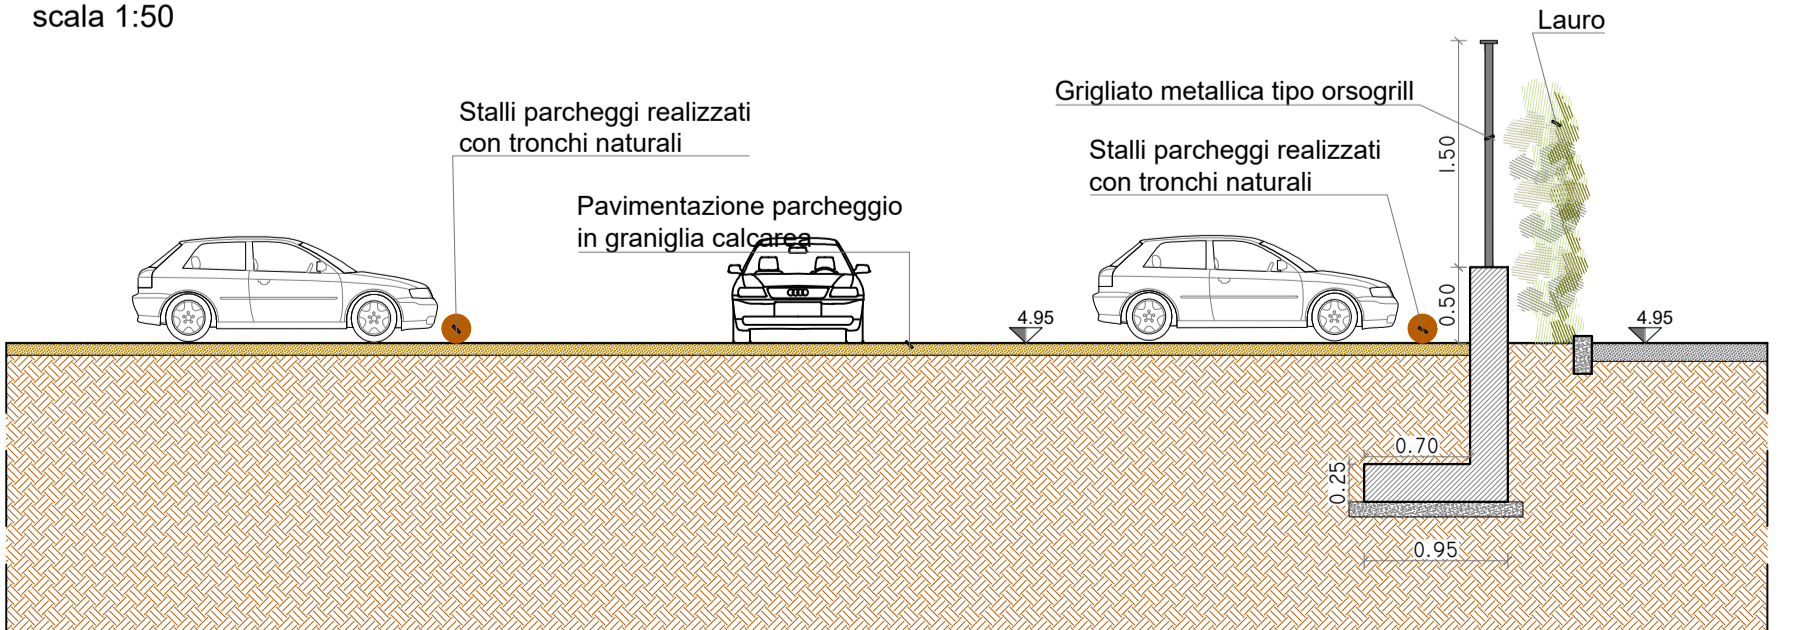 scala 1:50
Lauro
Grigliato metallica tipo orsogrill
Stalli parcheggi realizzati
con tronchi naturali
Stalli parcheggi realizzati
con tronchi naturali
Pavimentazione parcheggio
in graniglia calcarea
1.50
0.50
4.95
4.95
0.70
0.25
0.95